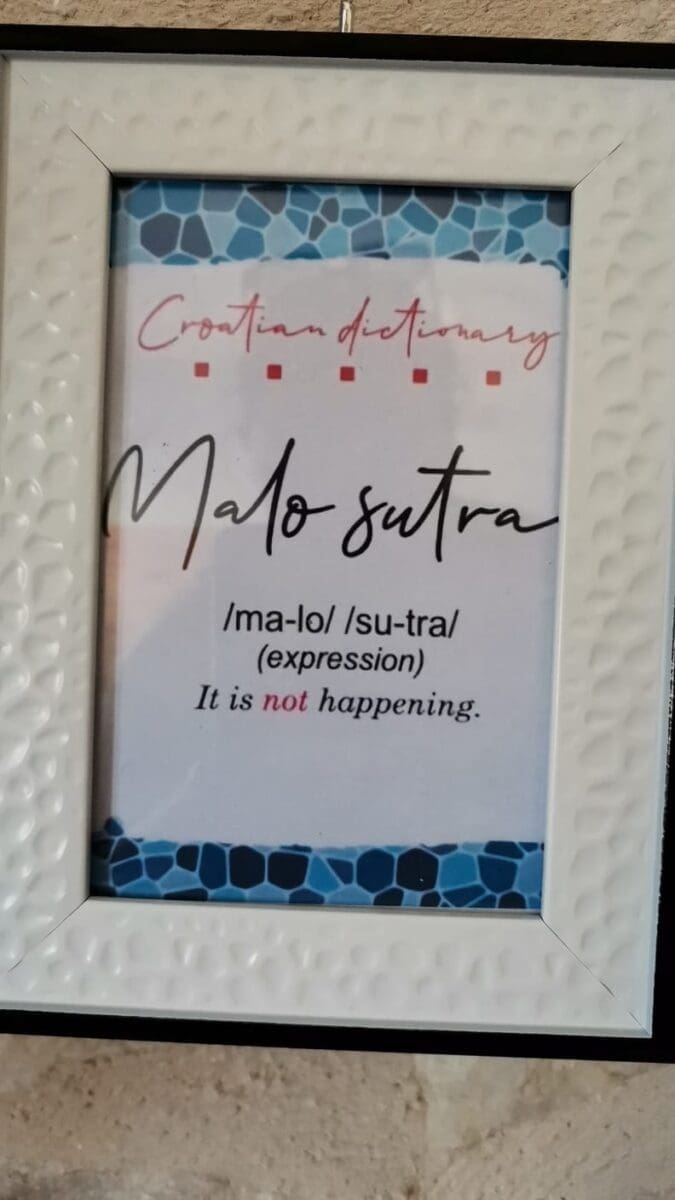 Croatian dictionary
Malo sutra
/ma-lo/ /su-tra/
(expression)
It is not happening.